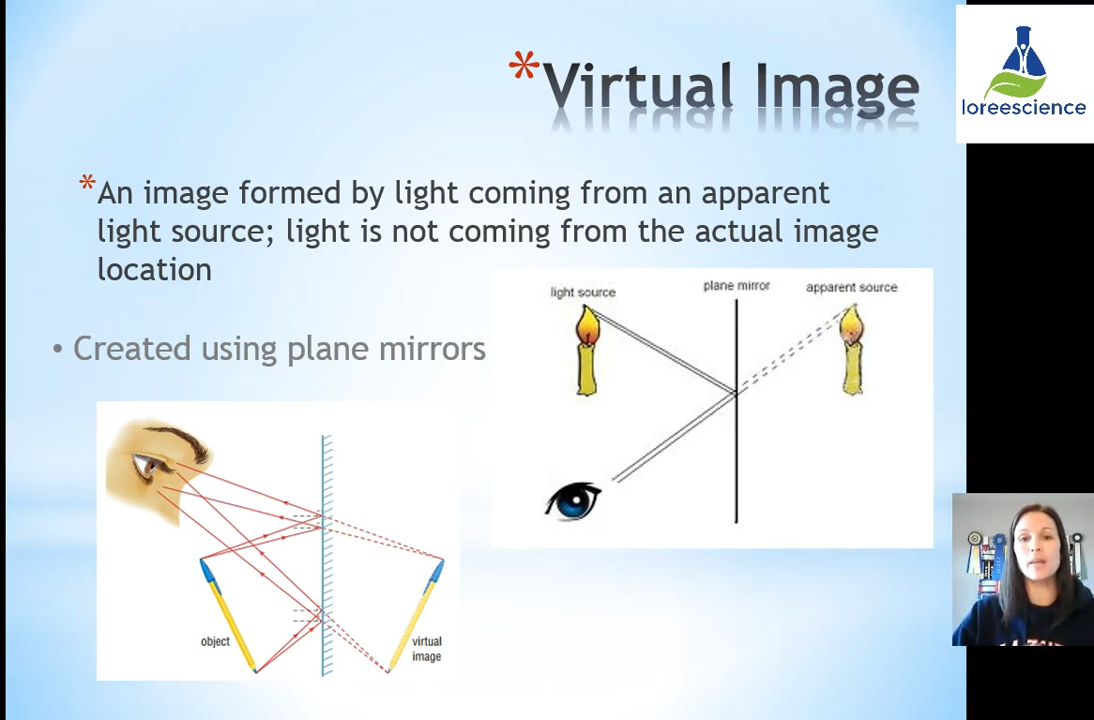 *Virtual Image
loreescience
*An image formed by light coming from an apparent
light source; light is not coming from the actual image
location
• Created using plane mirrors
light source
plane mirror
apparent source
object
virtual
image